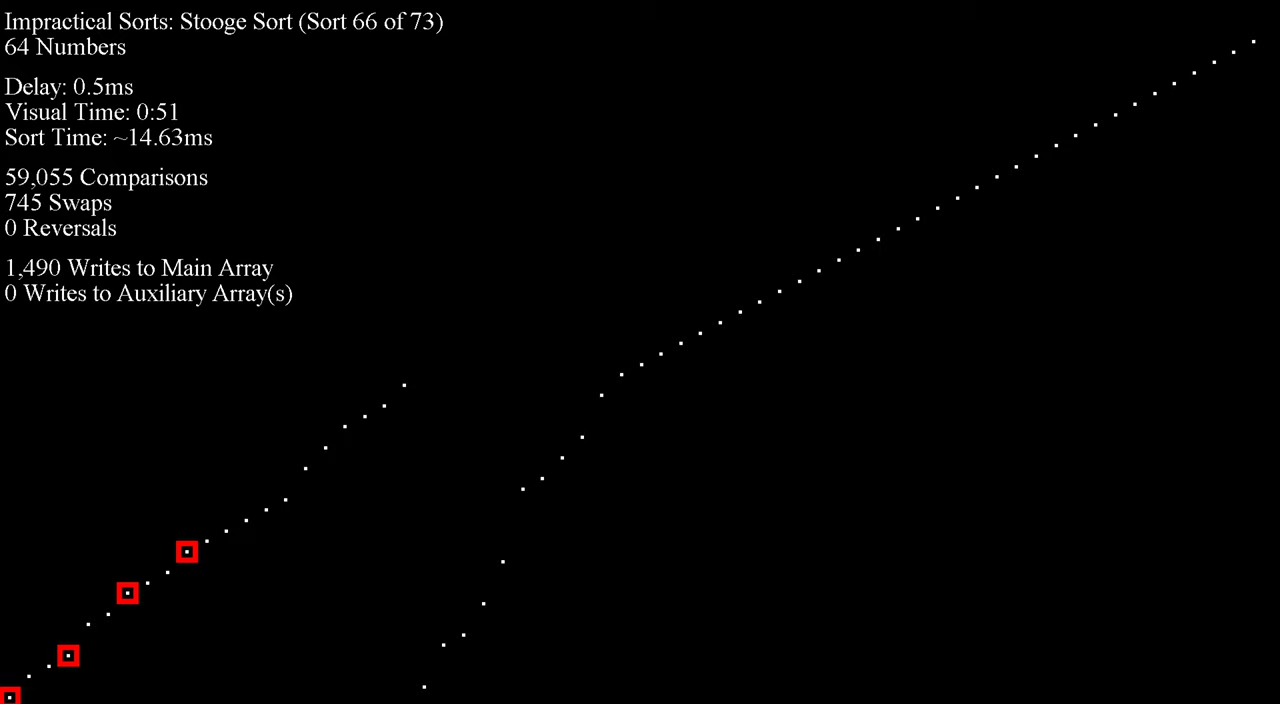 Impractical Sorts: Stooge Sort (Sort 66 of 73)
64 Numbers
Delay: 0.5ms
Visual Time: 0:51
Sort Time: ~14.63ms
59,055 Comparisons
745 Swaps
0 Reversals
1,490 Writes to Main Array
0 Writes to Auxiliary Array(s)